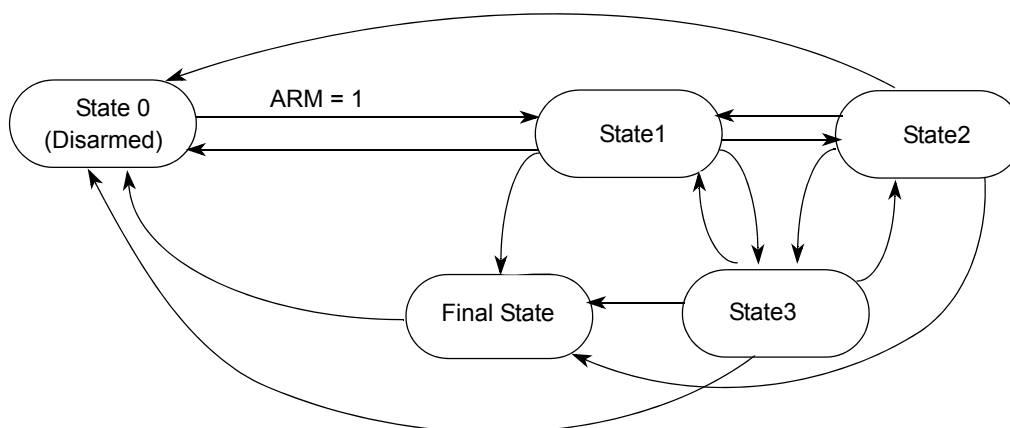 State 0
(Disarmed)
ARM = 1
State1
State2
Final State
State3